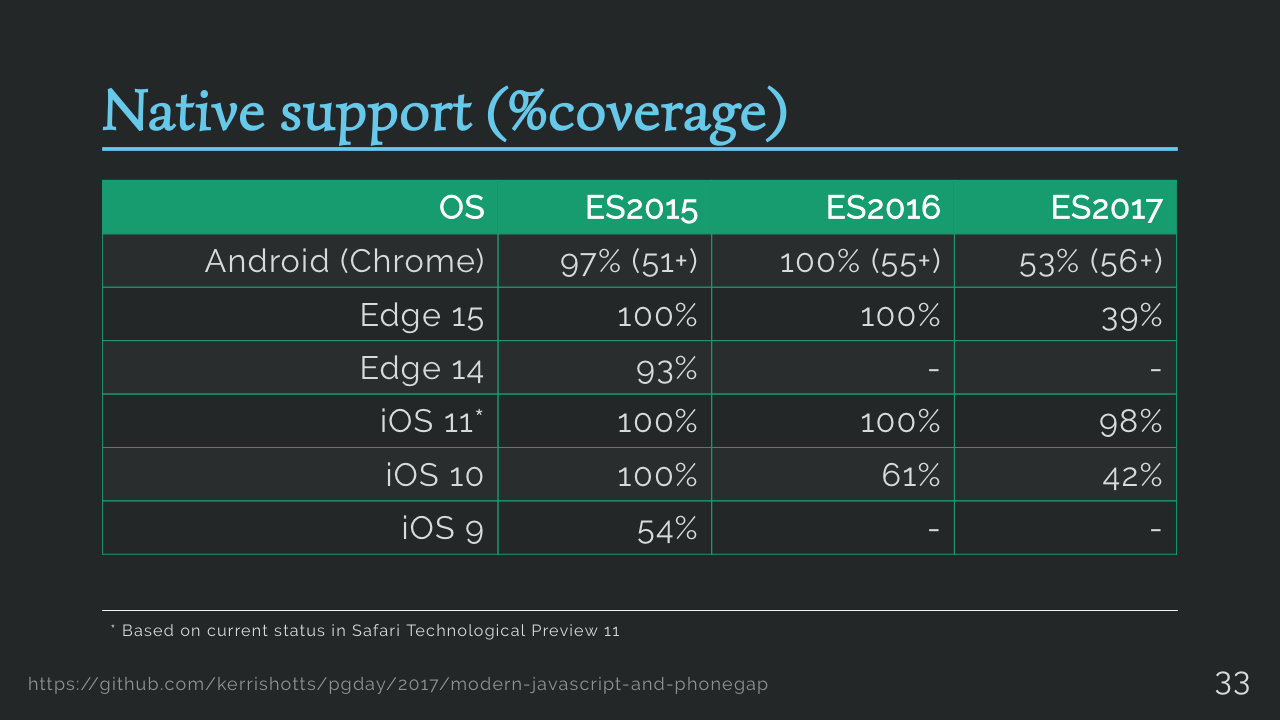 Native support (%coverage)
OS ES2015 ES2016 ES2017
Android (Chrome) 97% (51+) 100% (55+) 53% (56+)
Edge 15 100% 100% 39%
Edge 14 93% - -
iOS 11* 100% 100% 98%
iOS 10 100% 61% 42%
iOS 9 54% - -
* Based on current status in Safari Technological Preview 11
https://github.com/kerrishotts/pgday/2017/modern-javascript-and-phonegap
33